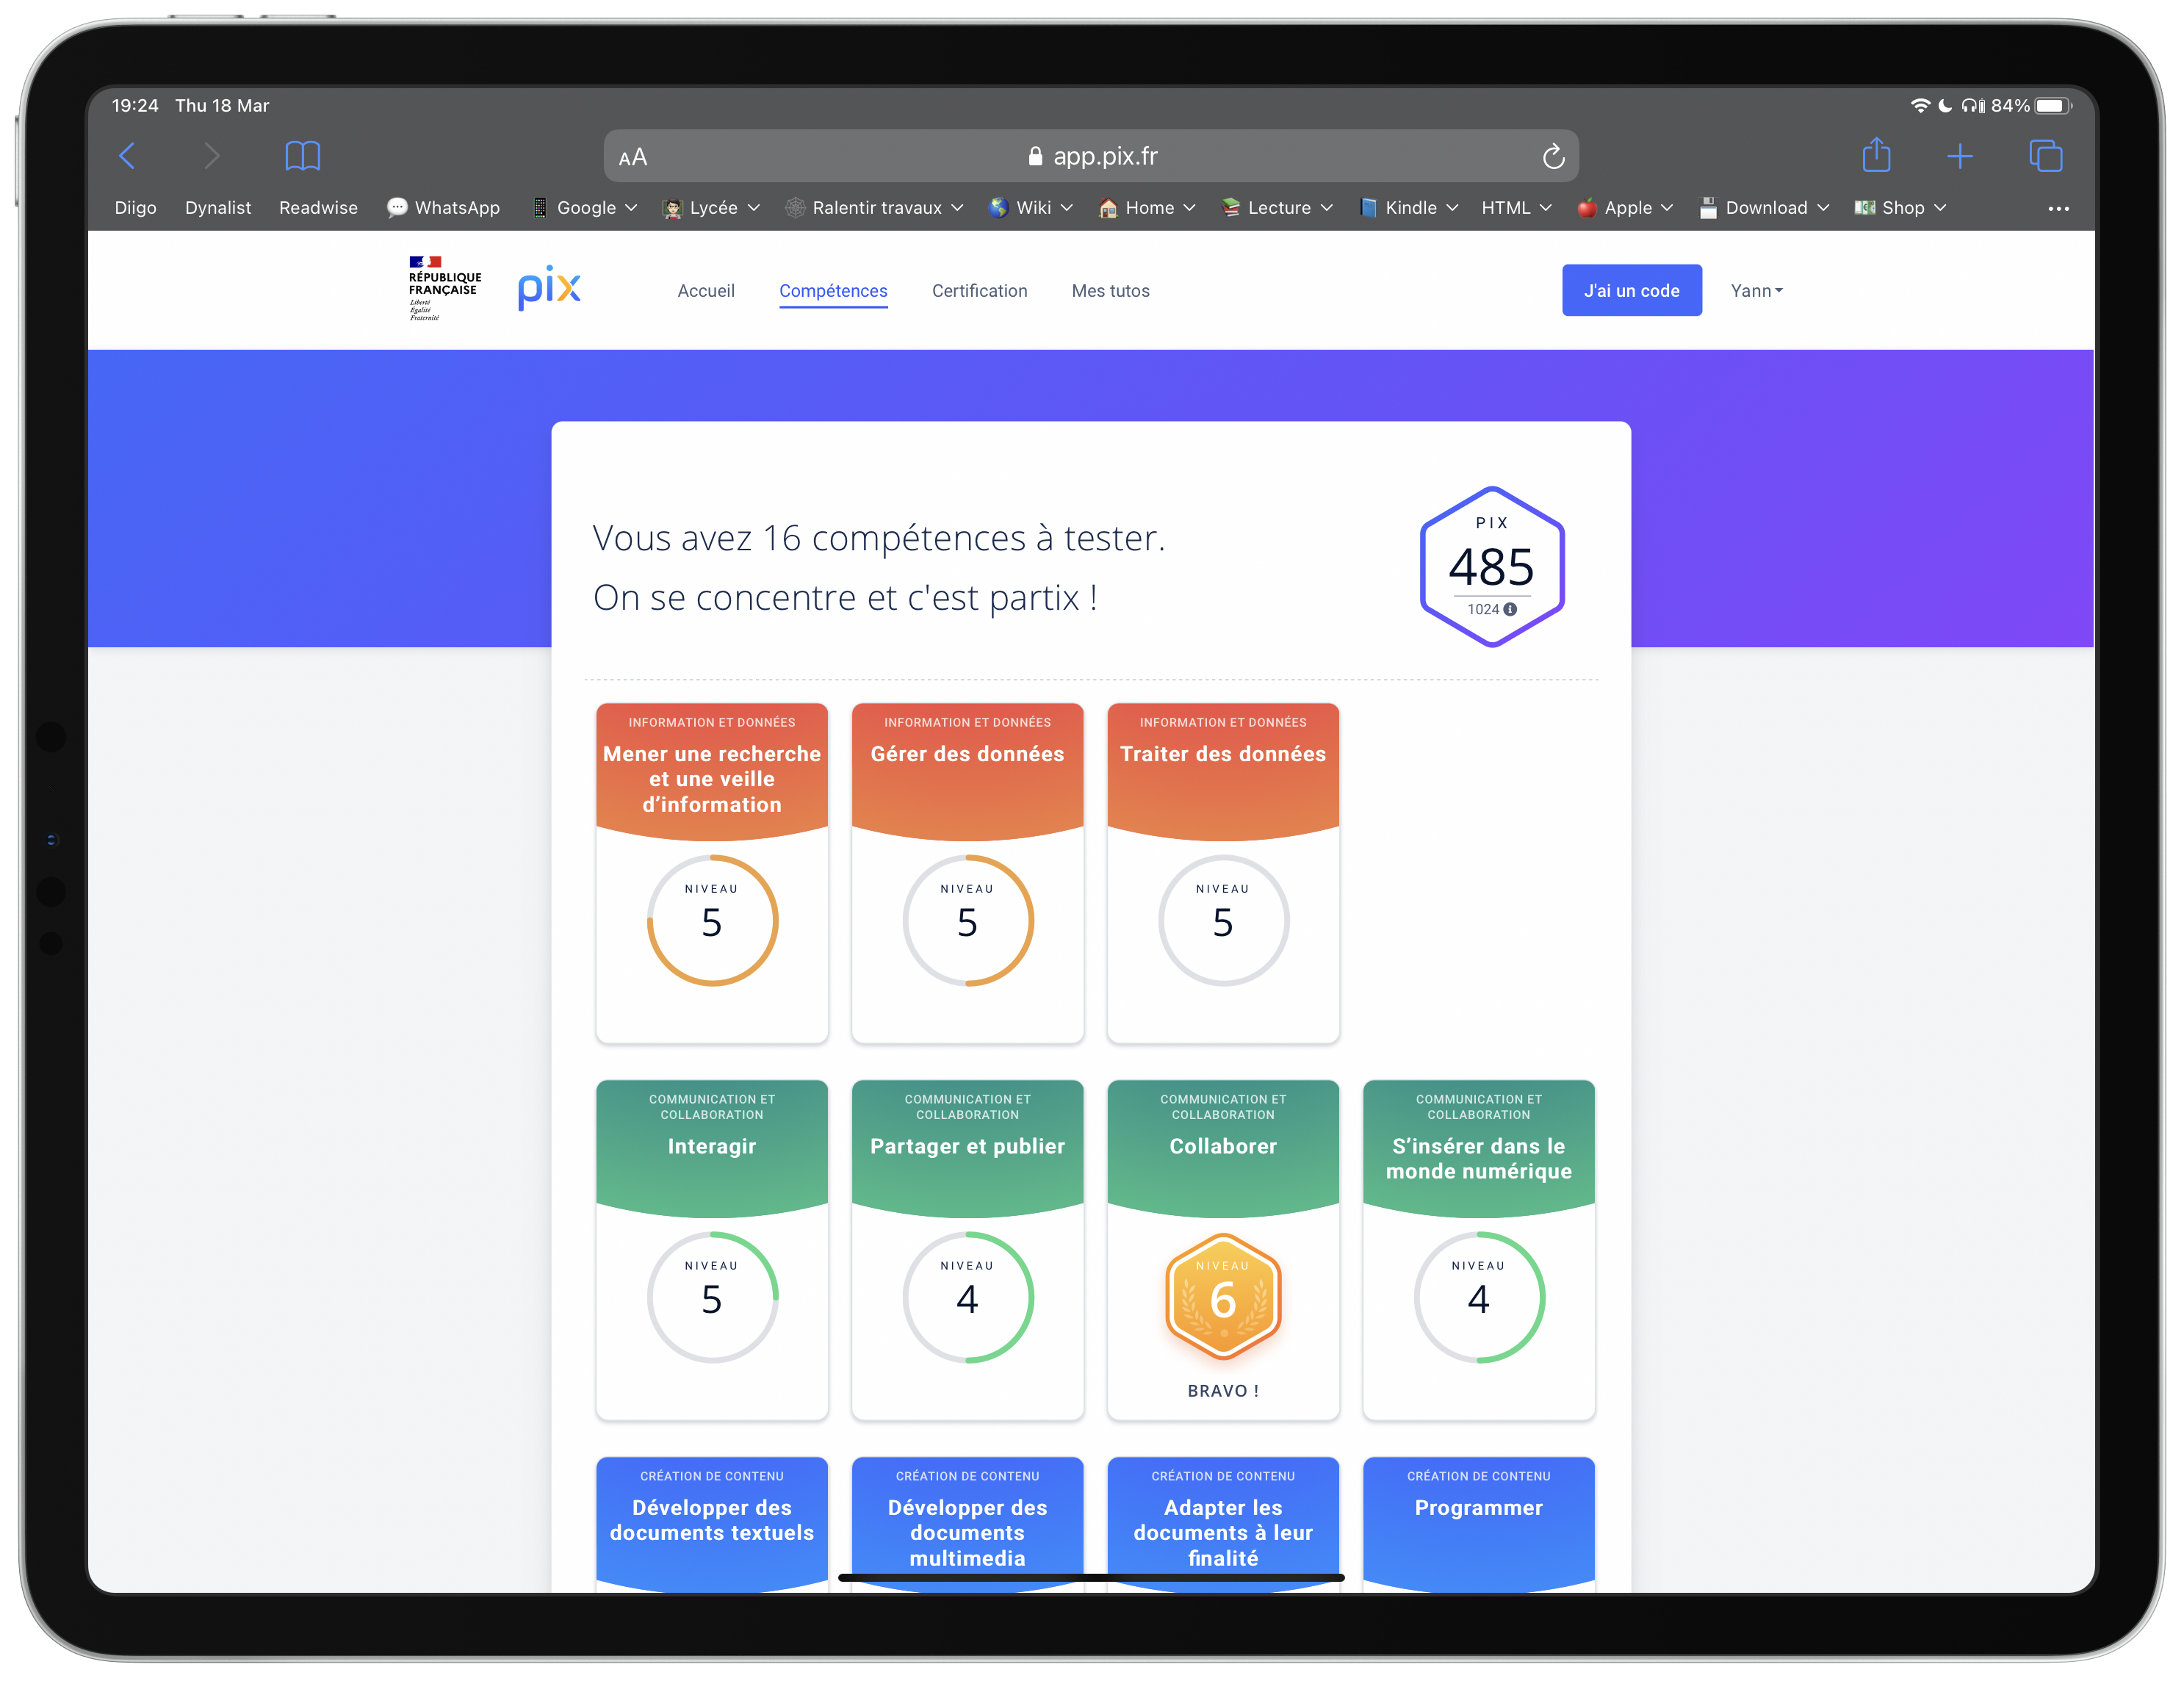 19:24 Thu 18 Mar
84%
AA
app.pix.fr
Diigo Dynalist Readwise WhatsApp Google Lycée Ralentir travaux Wiki Home Lecture Kindle HTML Apple Download Shop
RÉPUBLIQUE
FRANÇAISE
Liberté
Égalité
Fraternité
pix
Accueil Compétences Certification Mes tutos
J'ai un code
Yann
Vous avez 16 compétences à tester.
On se concentre et c'est partix !
PIX
485
1024
INFORMATION ET DONNÉES
Mener une recherche
et une veille
d’information
NIVEAU
5
INFORMATION ET DONNÉES
Gérer des données
NIVEAU
5
INFORMATION ET DONNÉES
Traiter des données
NIVEAU
5
COMMUNICATION ET
COLLABORATION
Interagir
NIVEAU
5
COMMUNICATION ET
COLLABORATION
Partager et publier
NIVEAU
4
COMMUNICATION ET
COLLABORATION
Collaborer
NIVEAU
6
BRAVO !
COMMUNICATION ET
COLLABORATION
S’insérer dans le
monde numérique
NIVEAU
4
CRÉATION DE CONTENU
Développer des
documents textuels
CRÉATION DE CONTENU
Développer des
documents
multimedia
CRÉATION DE CONTENU
Adapter les
documents à leur
finalité
CRÉATION DE CONTENU
Programmer